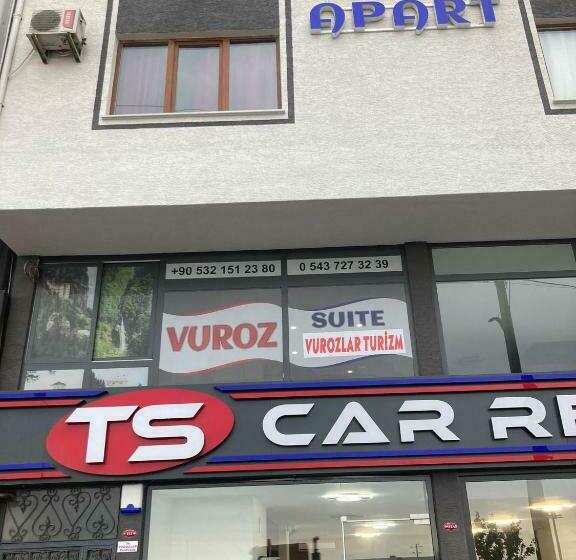 APART
+90 532 151 23 80
0 543 727 32 39
VUROZ
SUITE
VUROZLAR TURİZM
TS CAR RE